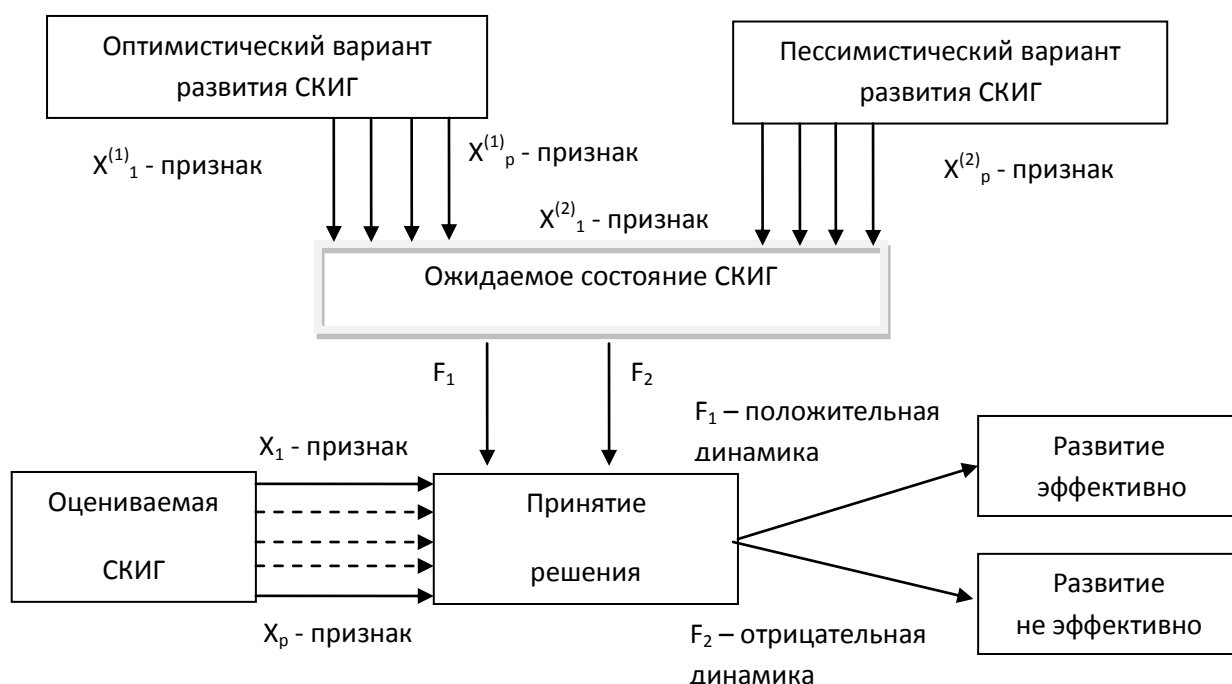 Оптимистический вариант
развития СКИГ
Пессимистический вариант
развития СКИГ
X⁽¹⁾₁ - признак
X⁽¹⁾ₚ - признак
X⁽²⁾₁ - признак
X⁽²⁾ₚ - признак
Ожидаемое состояние СКИГ
F₁
F₂
X₁ - признак
Оцениваемая
СКИГ
Xₚ - признак
Принятие
решения
F₁ – положительная
динамика
F₂ – отрицательная
динамика
Развитие
эффективно
Развитие
не эффективно